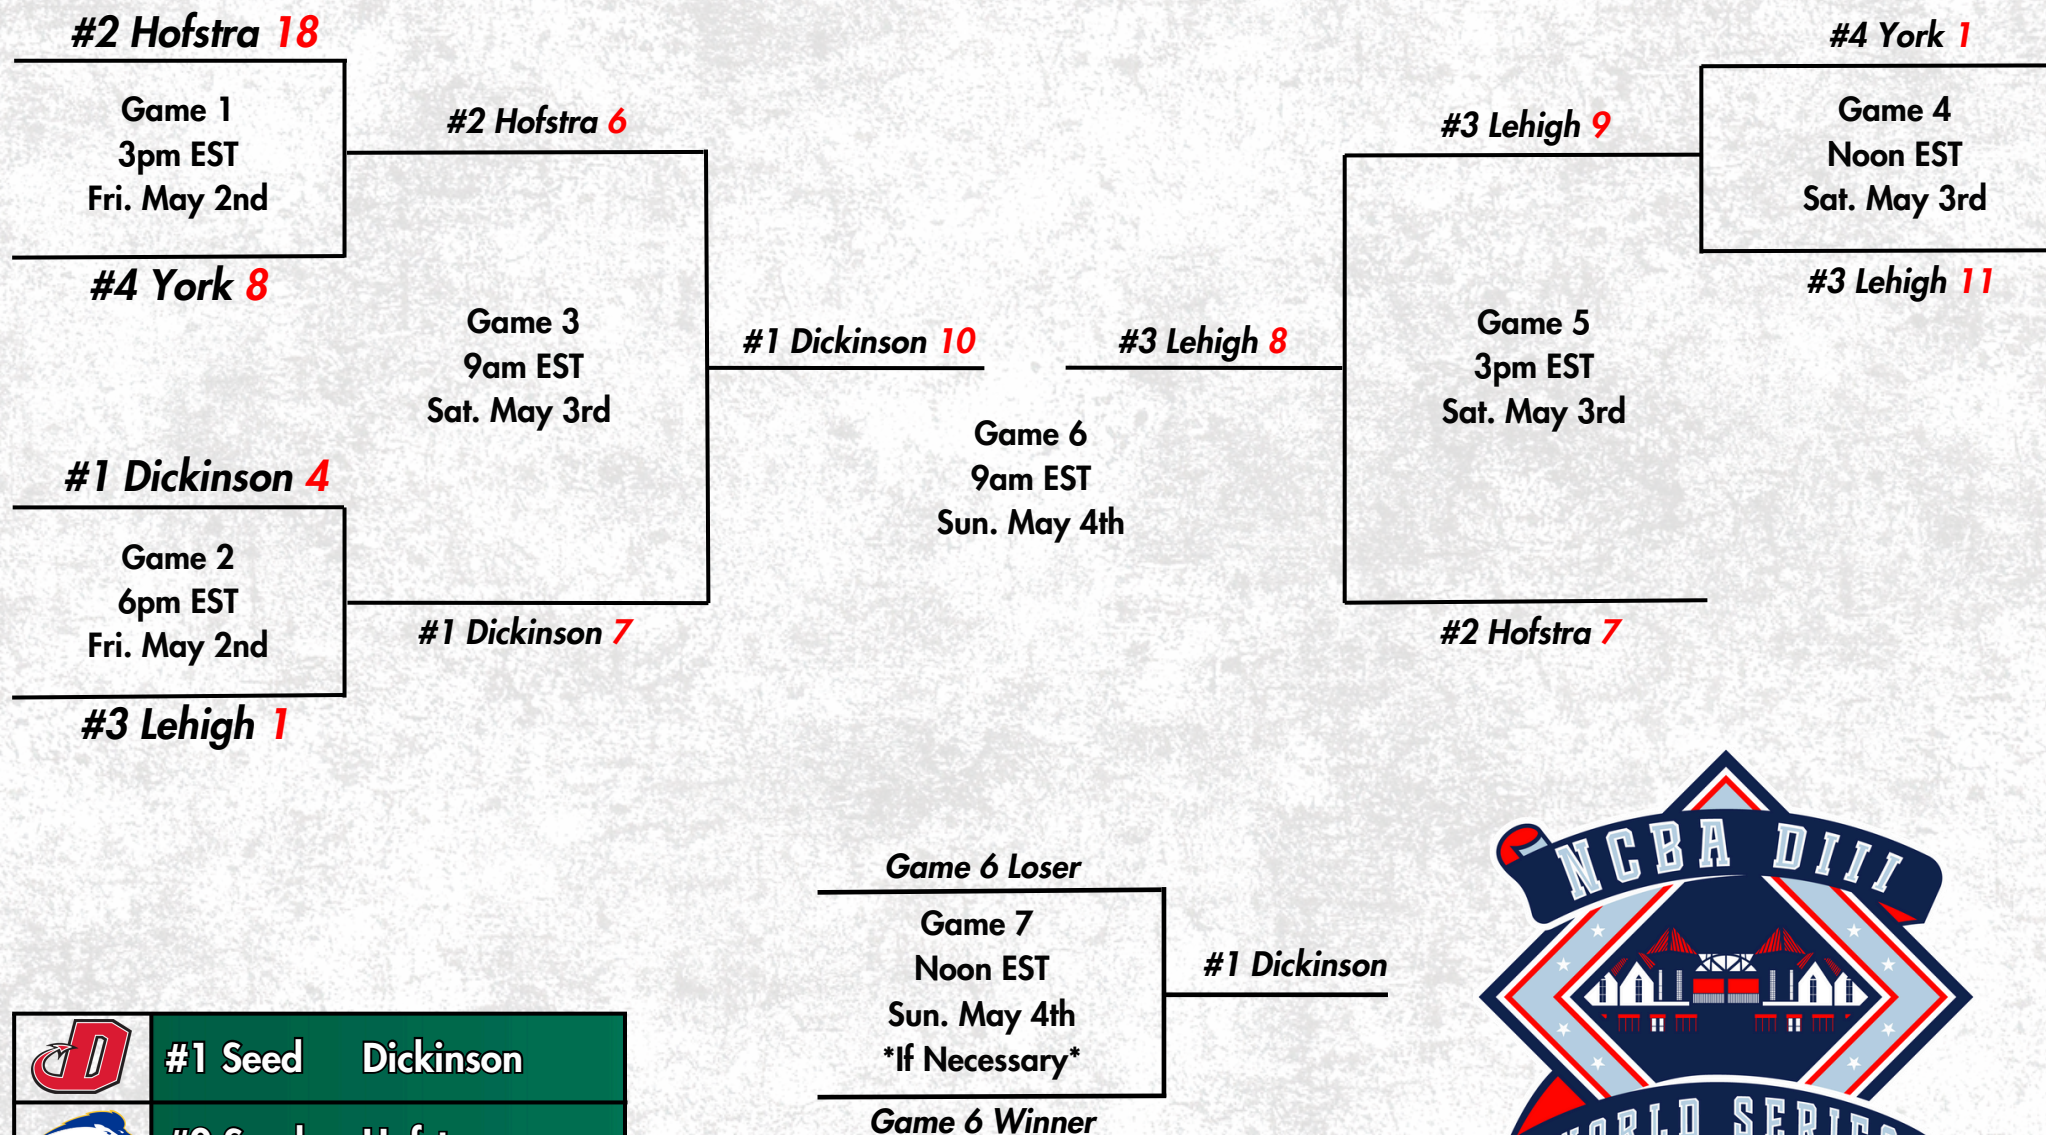 #2 Hofstra 18
Game 1
3pm EST
Fri. May 2nd
#4 York 8
#2 Hofstra 6
Game 3
9am EST
Sat. May 3rd
#1 Dickinson 4
Game 2
6pm EST
Fri. May 2nd
#3 Lehigh 1
#1 Dickinson 7
#1 Dickinson 10
#3 Lehigh 8
Game 6
9am EST
Sun. May 4th
#3 Lehigh 9
Game 5
3pm EST
Sat. May 3rd
#2 Hofstra 7
#4 York 1
Game 4
Noon EST
Sat. May 3rd
#3 Lehigh 11
Game 6 Loser
Game 7
Noon EST
Sun. May 4th
*If Necessary*
Game 6 Winner
#1 Dickinson
D
#1 Seed Dickinson
NCBA DIII